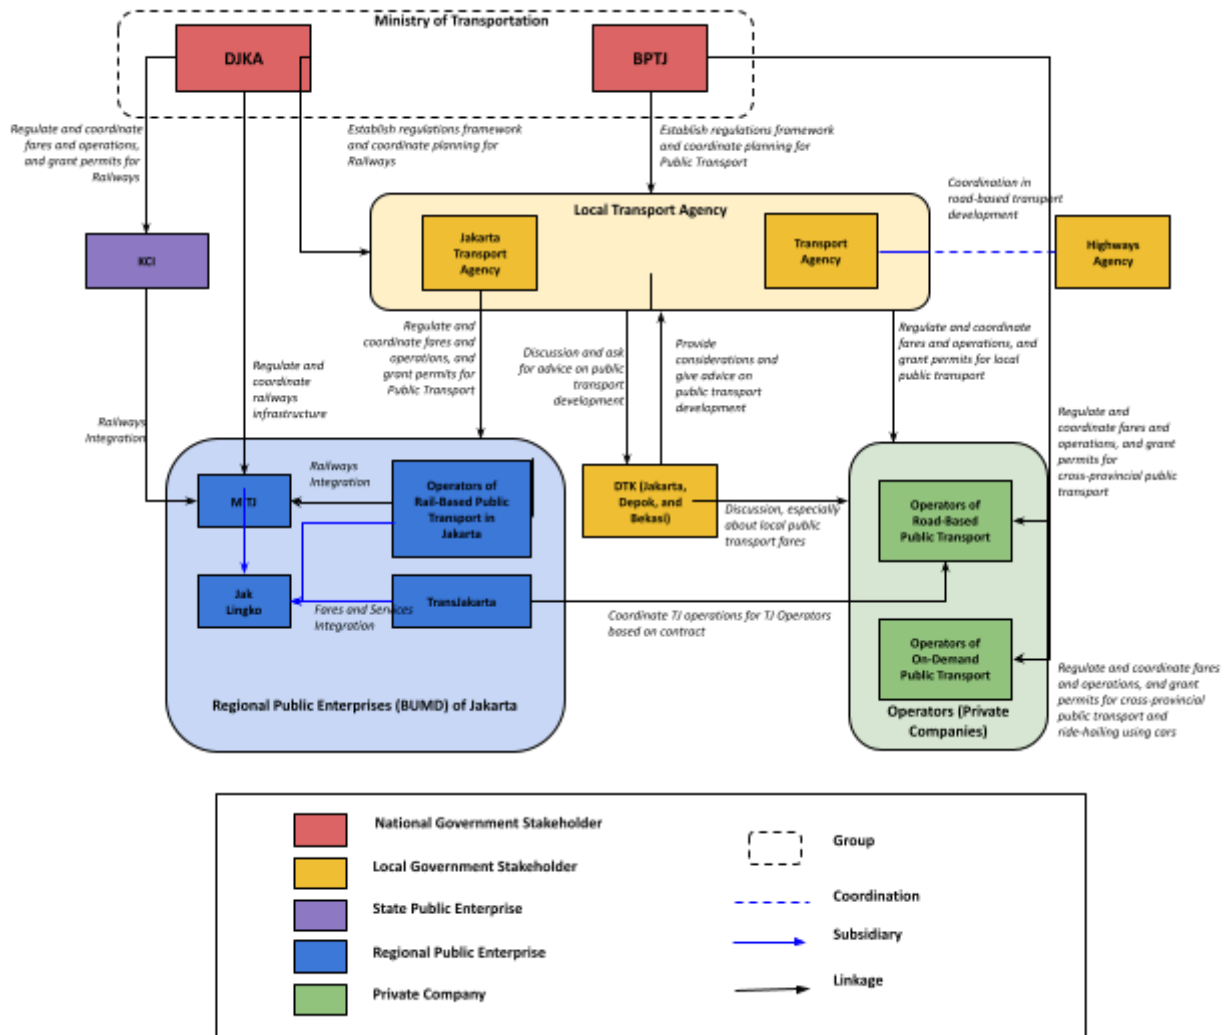 Ministry of Transportation
DJKA
BPTJ
Regulate and coordinate
fares and operations,
and grant permits for
Railways
Establish regulations framework
and coordinate planning for
Railways
Establish regulations framework
and coordinate planning for
Public Transport
Coordination in
road-based transport
development
Local Transport Agency
Jakarta
Transport
Agency
Transport
Agency
Highways
Agency
KCI
Regulate and
coordinate
railways
infrastructure
Regulate and
coordinate fares and
operations, and
grant permits for
Public Transport
Discussion and ask
for advice on public
transport
development
Provide
considerations and
give advice on
public transport
development
Regulate and coordinate
fares and operations, and
grant permits for local
public transport
Railways
Integration
Regulate and
coordinate fares and
operations, and grant
permits for
cross-provincial public
transport
Railways
Integration
MITJ
Operators of
Rail-Based Public
Transport in
Jakarta
DTK (Jakarta,
Depok, and
Bekasi)
Discussion, especially
about local public
transport fares
Operators of
Road-Based
Public Transport
Jak
Lingko
Fares and Services
Integration
TransJakarta
Coordinate TJ operations for TJ Operators
based on contract
Operators of
On-Demand
Public Transport
Regulate and coordinate fares
and operations, and grant
permits for cross-provincial
public transport and
ride-hailing using cars
Regional Public Enterprises (BUMD) of Jakarta
Operators (Private
Companies)
National Government Stakeholder
Local Government Stakeholder
State Public Enterprise
Regional Public Enterprise
Private Company
Group
Coordination
Subsidiary
Linkage